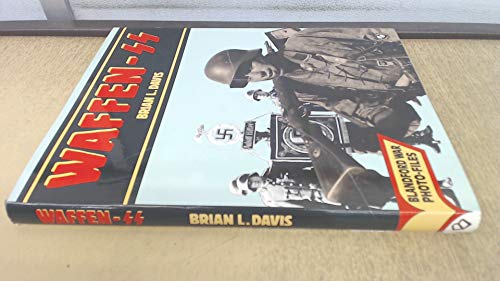 WAFFEN-SS
BRIAN L. DAVIS
BLANDFORD WAR
PHOTO-FILES
WAFFEN-SS
BRIAN L. DAVIS